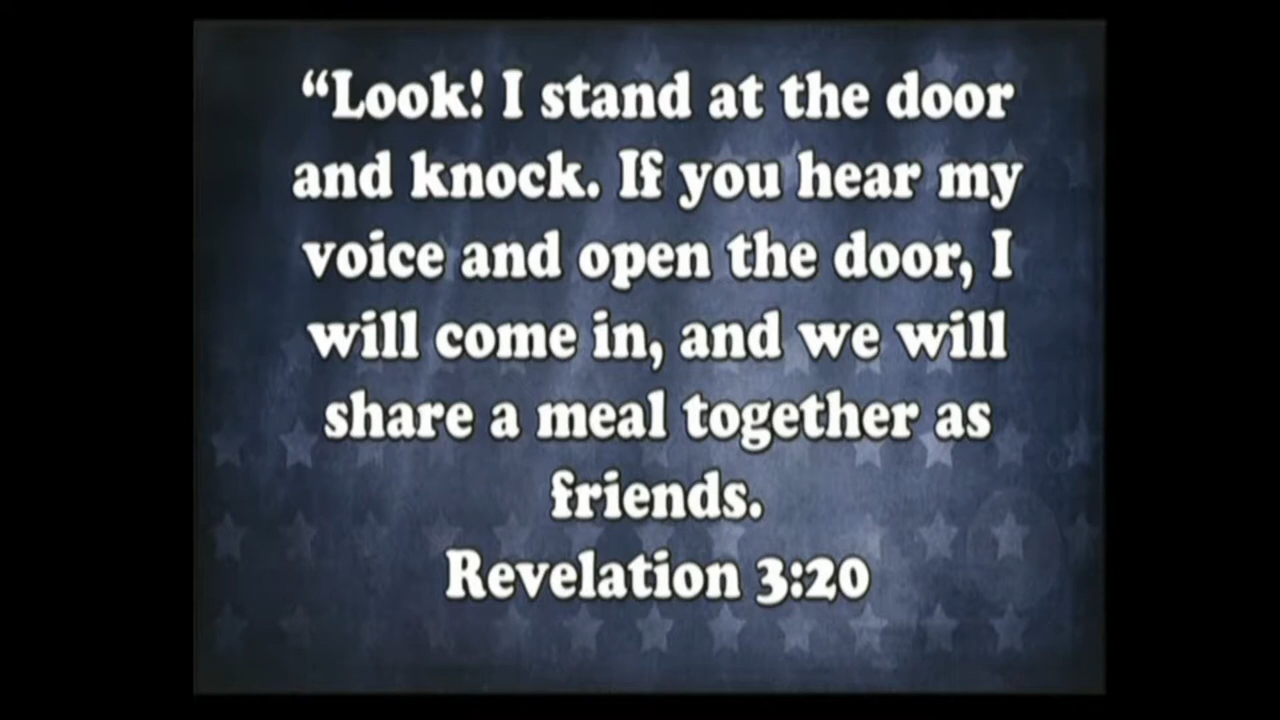 “Look! I stand at the door
and knock. If you hear my
voice and open the door, I
will come in, and we will
share a meal together as
friends.
Revelation 3:20